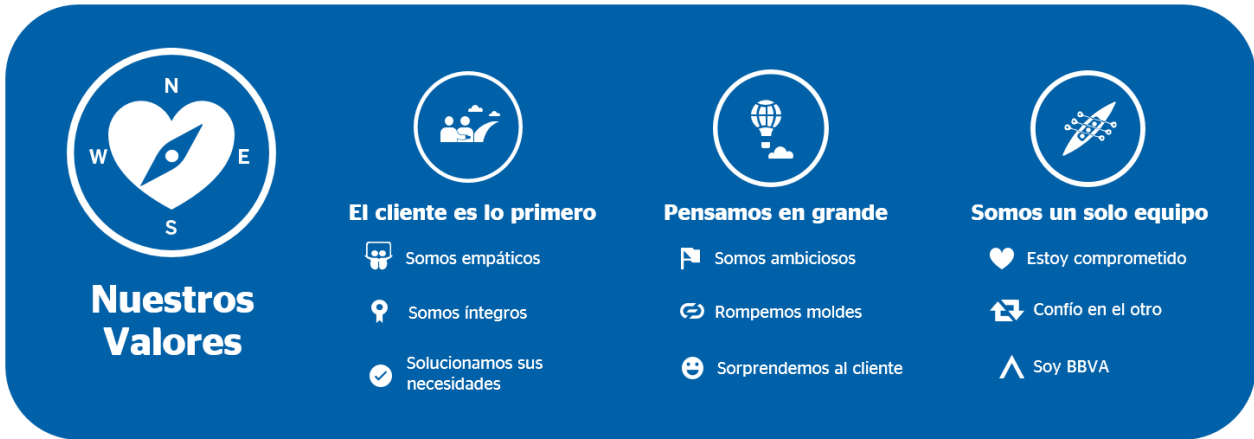 N
W
E
S
Nuestros
Valores
El cliente es lo primero
Somos empáticos
Somos íntegros
Solucionamos sus
necesidades
Pensamos en grande
Somos ambiciosos
Rompemos moldes
Sorprendemos al cliente
Somos un solo equipo
Estoy comprometido
Confío en el otro
Soy BBVA